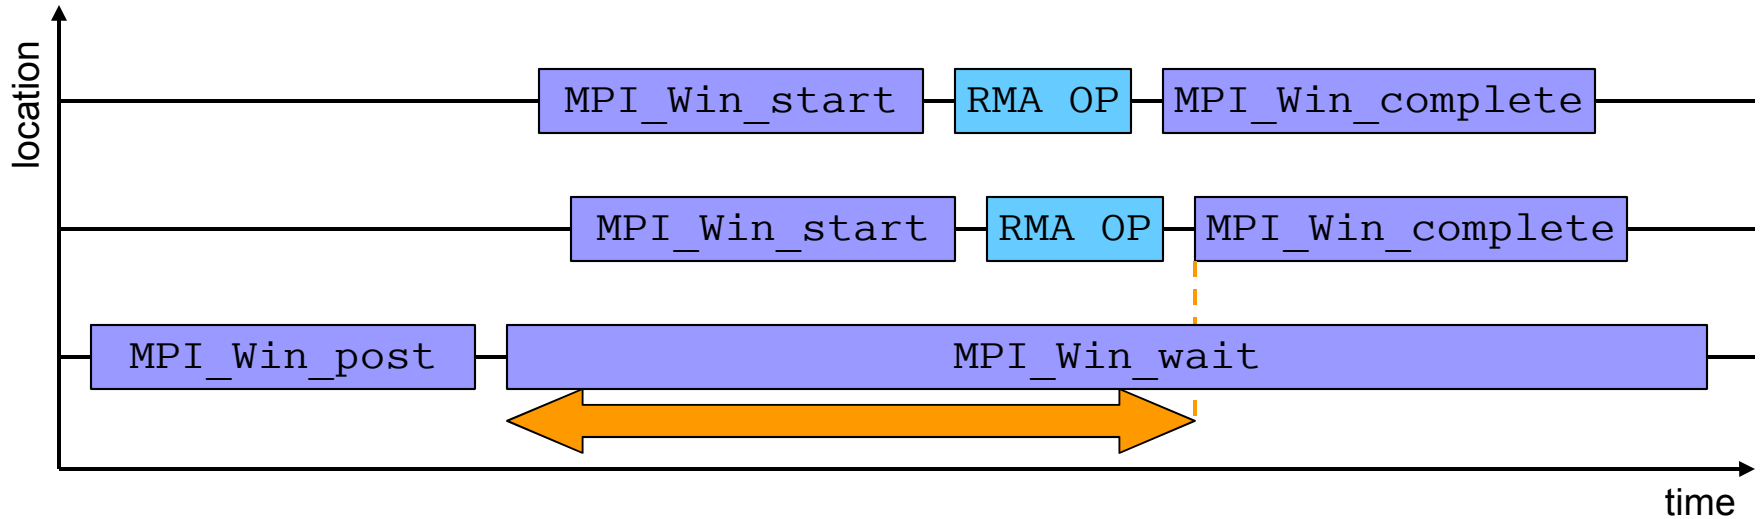 location
MPI_Win_start RMA OP MPI_Win_complete
MPI_Win_start RMA OP MPI_Win_complete
MPI_Win_post MPI_Win_wait
time